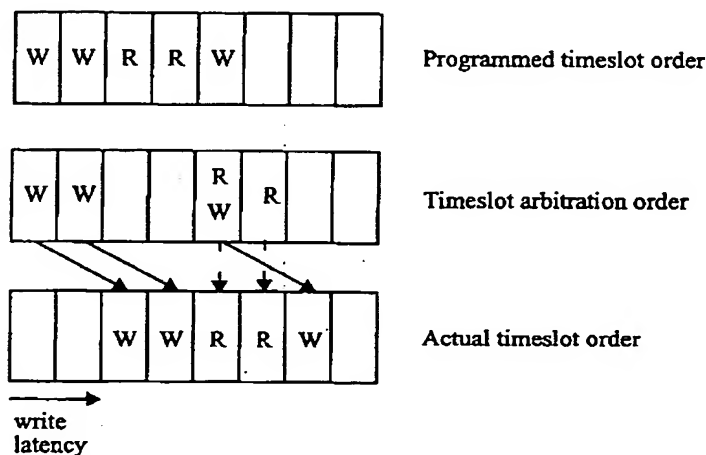 W W R R W Programmed timeslot order
R
W W W R Timeslot arbitration order
W W R R W Actual timeslot order
write
latency